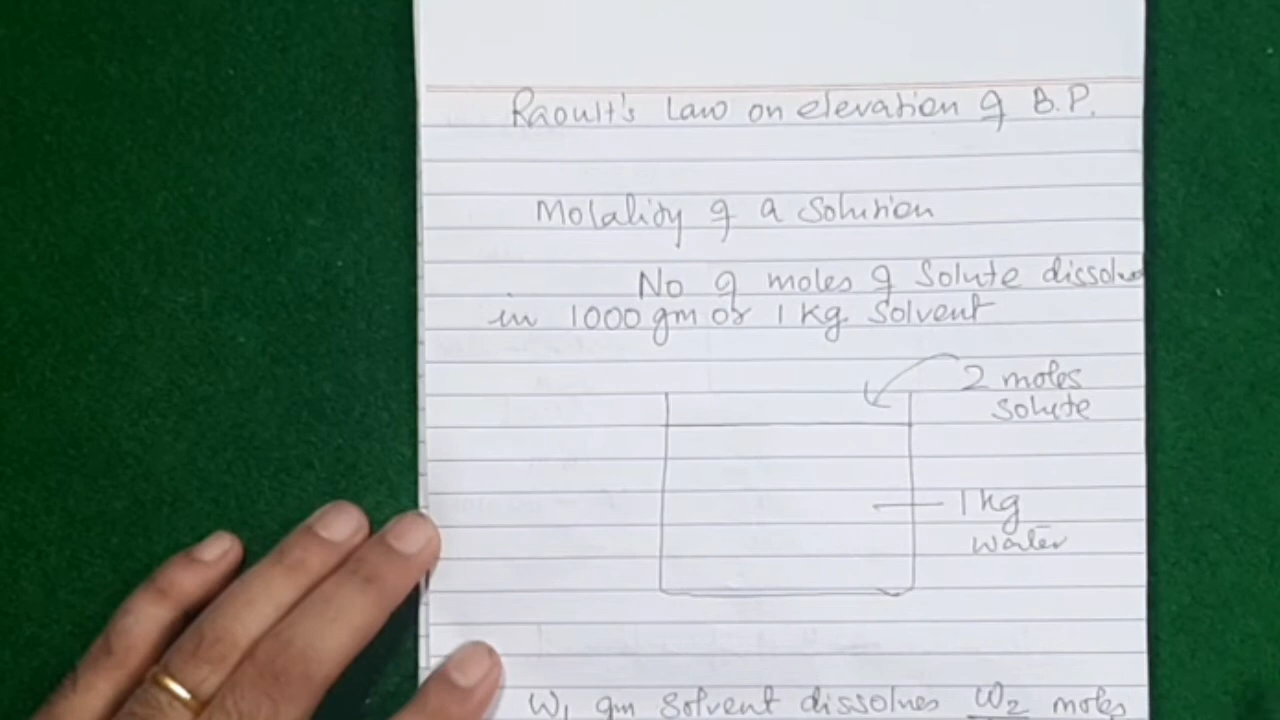 Raoult's Law on elevation of B.P.
Molality of a Solution
No of moles of Solute dissolve
in 1000 gm or 1 Kg. Solvent
2 moles
Solute
1 kg
water
W1 gm Solvent dissolves W2 moles